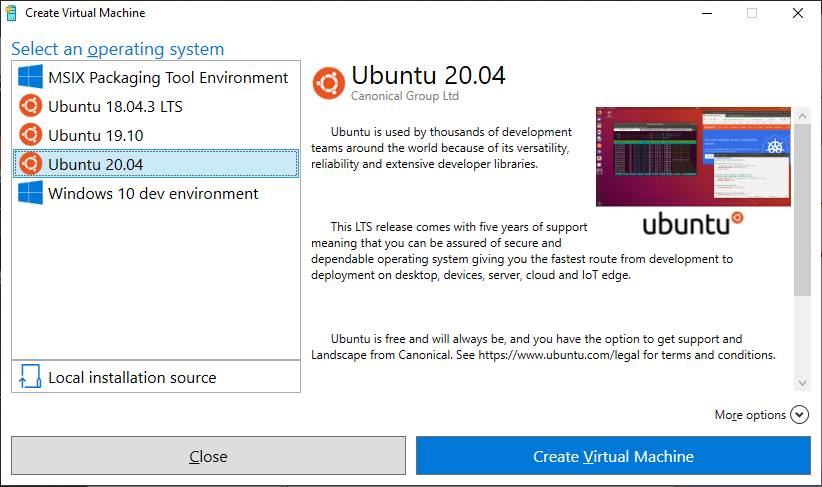 Create Virtual Machine
Select an operating system
MSIX Packaging Tool Environment
Ubuntu 18.04.3 LTS
Ubuntu 19.10
Ubuntu 20.04
Windows 10 dev environment
Local installation source
Ubuntu 20.04
Canonical Group Ltd
Ubuntu is used by thousands of development
teams around the world because of its versatility,
reliability and extensive developer libraries.
ubuntu
This LTS release comes with five years of support
meaning that you can be assured of secure and
dependable operating system giving you the fastest route from development to
deployment on desktop, devices, server, cloud and IoT edge.
Ubuntu is free and will always be, and you have the option to get support and
Landscape from Canonical. See https://www.ubuntu.com/legal for terms and conditions.
More options
Close
Create Virtual Machine